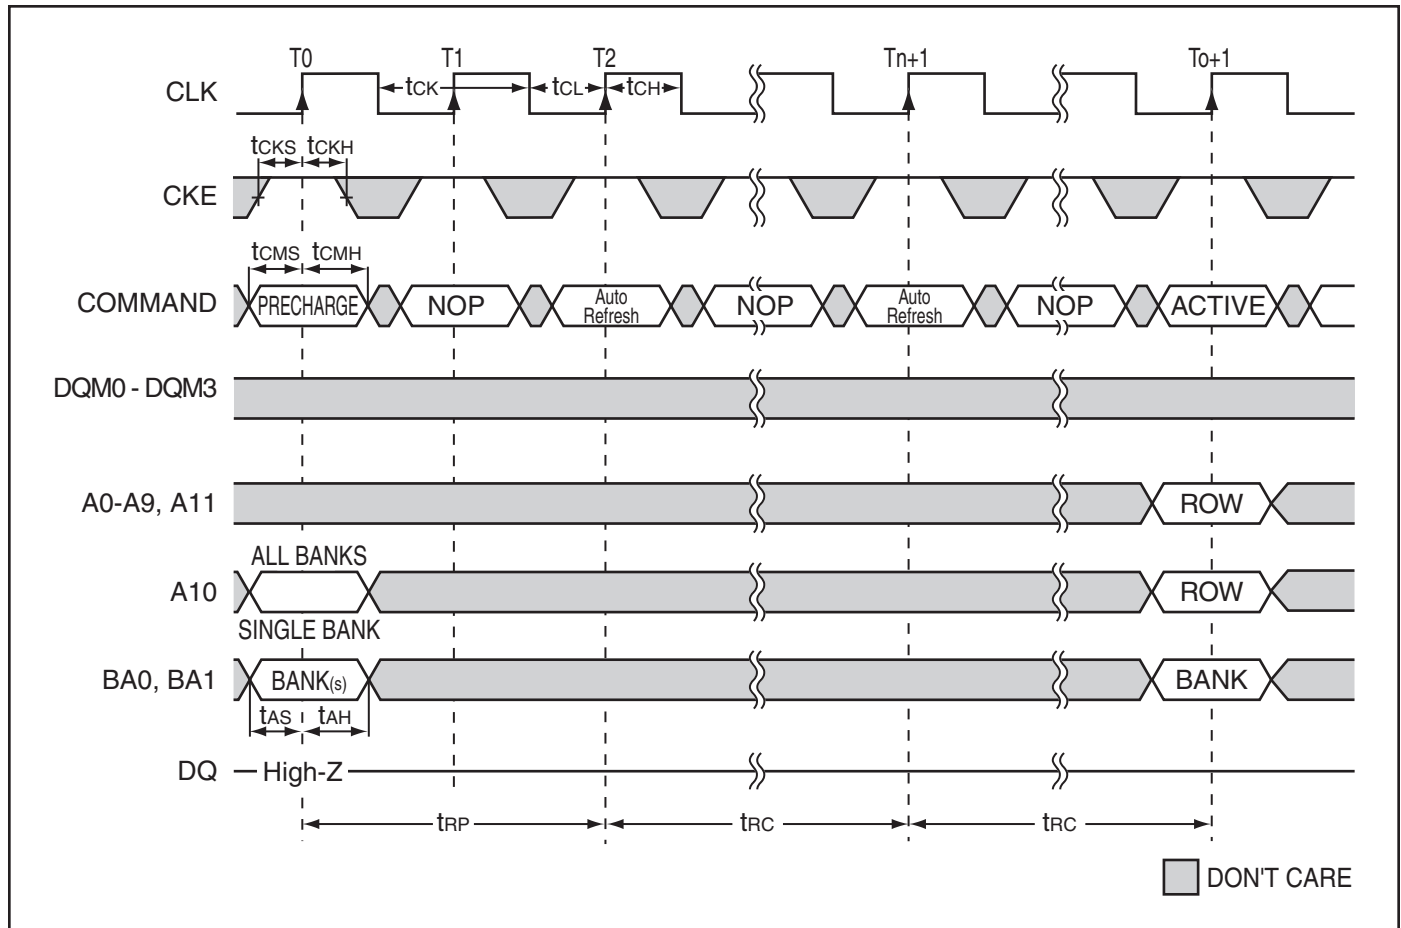 T0 T1 T2 Tn+1 To+1
CLK tCK tCL tCH
tCKS tCKH
CKE
tCMS tCMH
COMMAND PRECHARGE NOP Auto Refresh NOP Auto Refresh NOP ACTIVE
DQM0 - DQM3
A0-A9, A11 ROW
ALL BANKS
A10 ROW
SINGLE BANK
BA0, BA1 BANK(s) BANK
tAS tAH
DQ High-Z
tRP tRC tRC
DON'T CARE